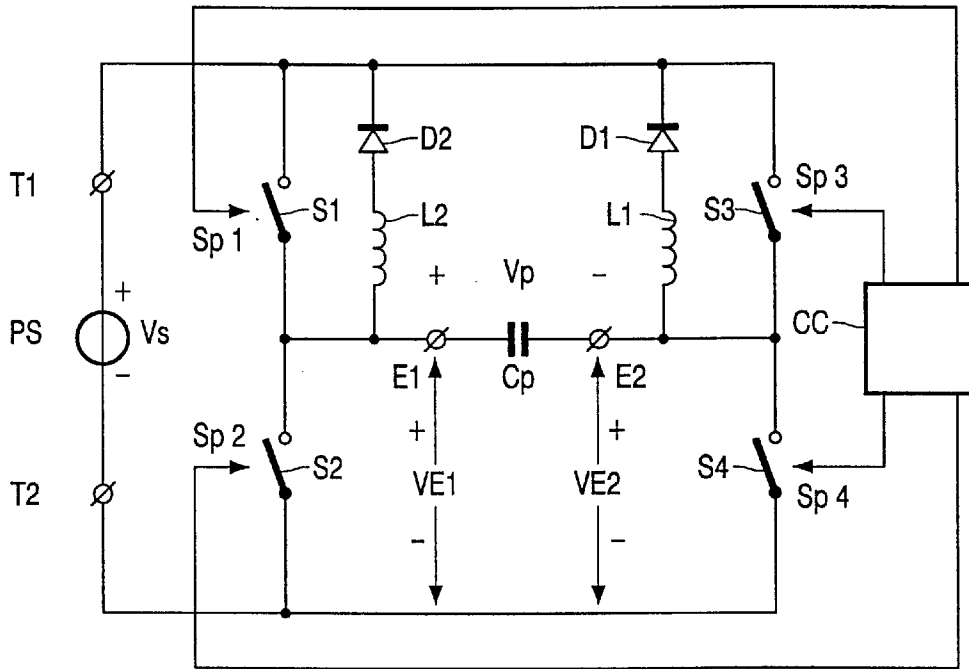 D2
D1
T1
Sp 3
S1
L2
L1
S3
Sp 1
+
Vp
−
+
PS
Vs
CC
−
E1
Cp
E2
Sp 2
+
+
S2
S4
T2
VE1
VE2
Sp 4
−
−